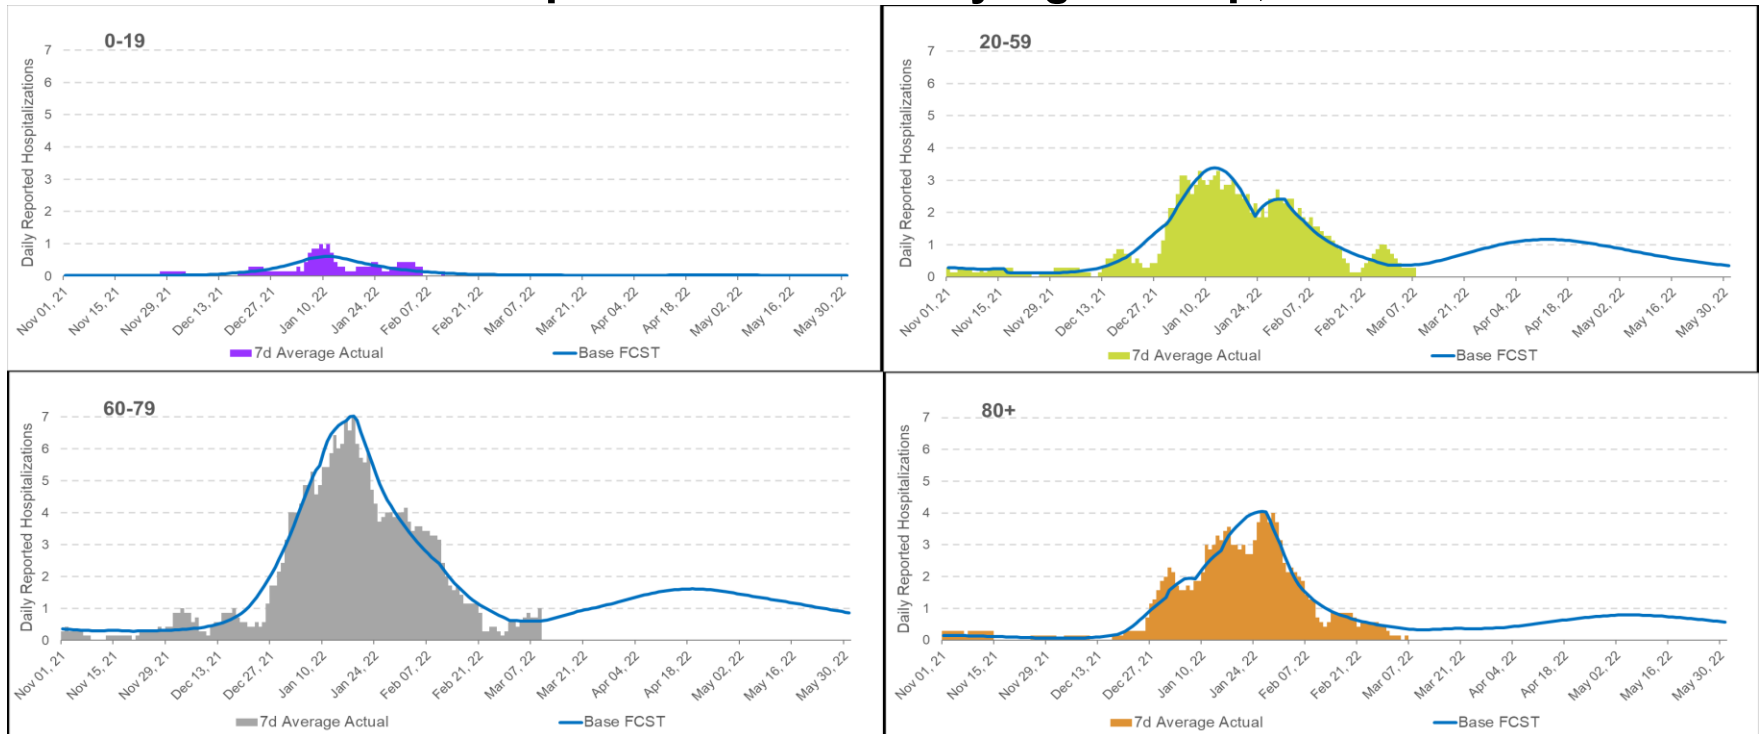 0-19
Daily Reported Hospitalizations
7
6
5
4
3
2
1
0
Nov 01, 21
Nov 15, 21
Nov 29, 21
Dec 13, 21
Dec 27, 21
Jan 10, 22
Jan 24, 22
Feb 07, 22
Feb 21, 22
Mar 07, 22
Mar 21, 22
Apr 04, 22
Apr 18, 22
May 02, 22
May 16, 22
May 30, 22
7d Average Actual
Base FCST
20-59
Daily Reported Hospitalizations
7
6
5
4
3
2
1
0
Nov 01, 21
Nov 15, 21
Nov 29, 21
Dec 13, 21
Dec 27, 21
Jan 10, 22
Jan 24, 22
Feb 07, 22
Feb 21, 22
Mar 07, 22
Mar 21, 22
Apr 04, 22
Apr 18, 22
May 02, 22
May 16, 22
May 30, 22
7d Average Actual
Base FCST
60-79
Daily Reported Hospitalizations
7
6
5
4
3
2
1
0
Nov 01, 21
Nov 15, 21
Nov 29, 21
Dec 13, 21
Dec 27, 21
Jan 10, 22
Jan 24, 22
Feb 07, 22
Feb 21, 22
Mar 07, 22
Mar 21, 22
Apr 04, 22
Apr 18, 22
May 02, 22
May 16, 22
May 30, 22
7d Average Actual
Base FCST
80+
Daily Reported Hospitalizations
7
6
5
4
3
2
1
0
Nov 01, 21
Nov 15, 21
Nov 29, 21
Dec 13, 21
Dec 27, 21
Jan 10, 22
Jan 24, 22
Feb 07, 22
Feb 21, 22
Mar 07, 22
Mar 21, 22
Apr 04, 22
Apr 18, 22
May 02, 22
May 16, 22
May 30, 22
7d Average Actual
Base FCST